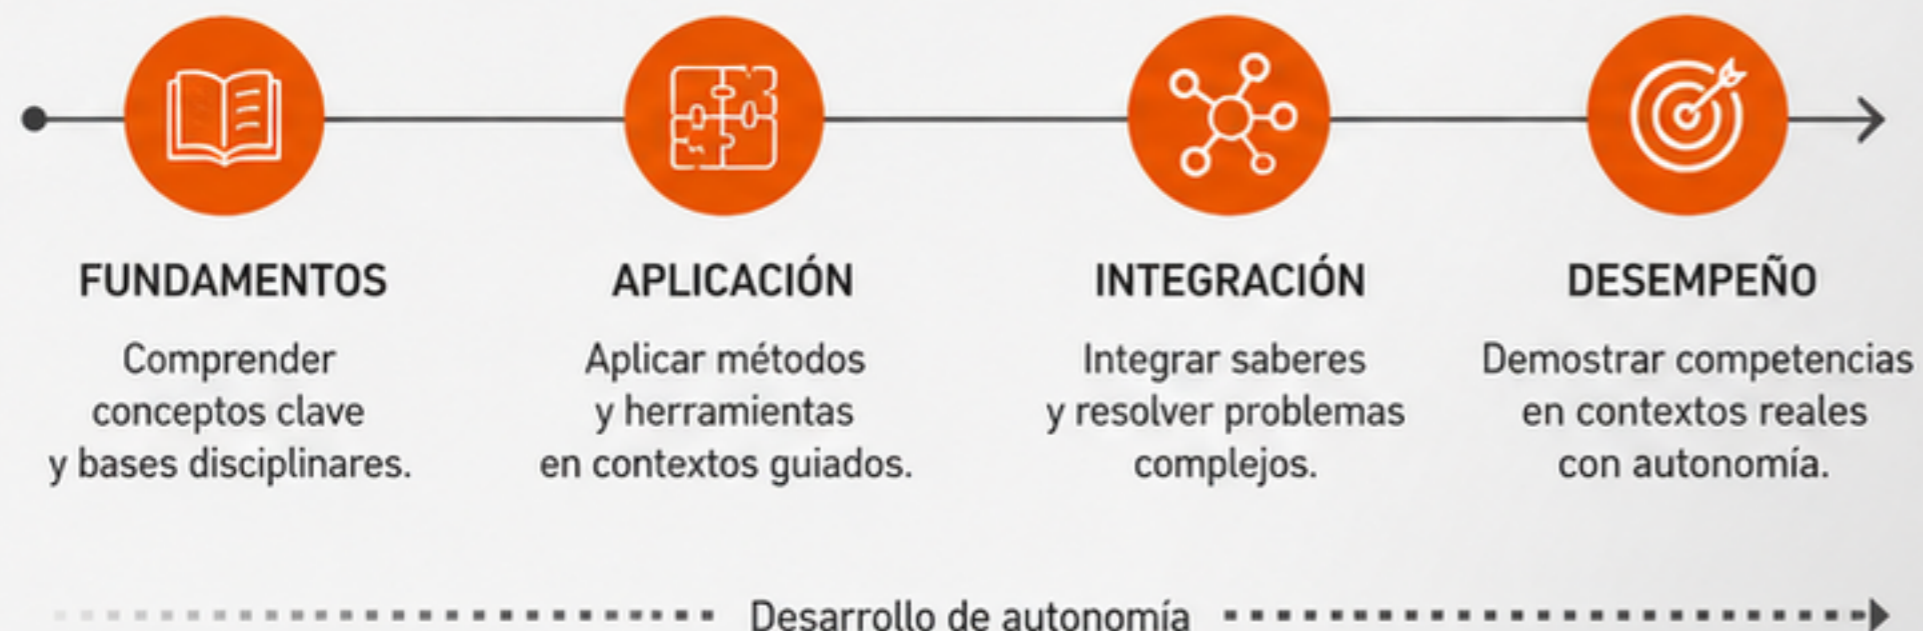 FUNDAMENTOS
Comprender
conceptos clave
y bases disciplinares.
APLICACIÓN
Aplicar métodos
y herramientas
en contextos guiados.
INTEGRACIÓN
Integrar saberes
y resolver problemas
complejos.
DESEMPEÑO
Demostrar competencias
en contextos reales
con autonomía.
Desarrollo de autonomía